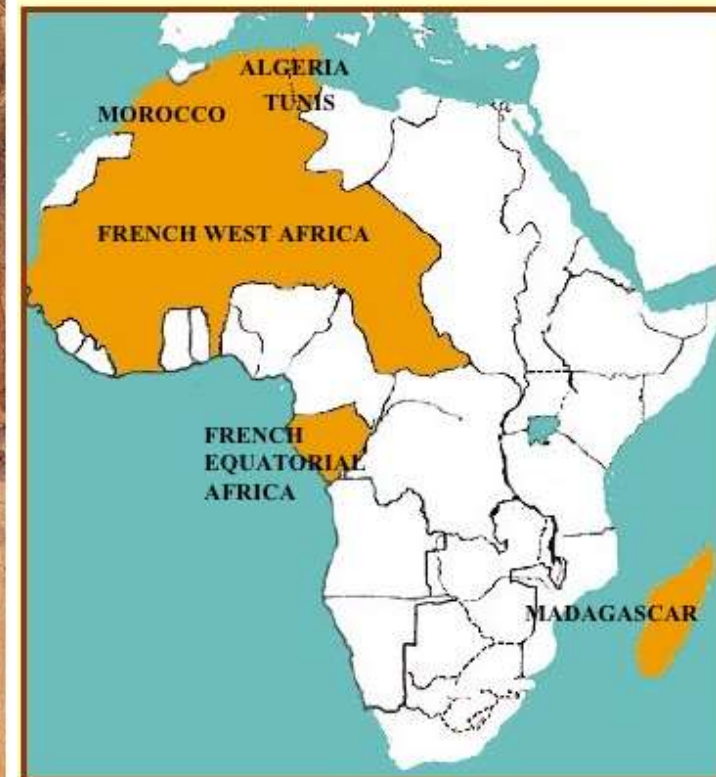 ALGERIA
TUNIS
MOROCCO
FRENCH WEST AFRICA
FRENCH
EQUATORIAL
AFRICA
MADAGASCAR